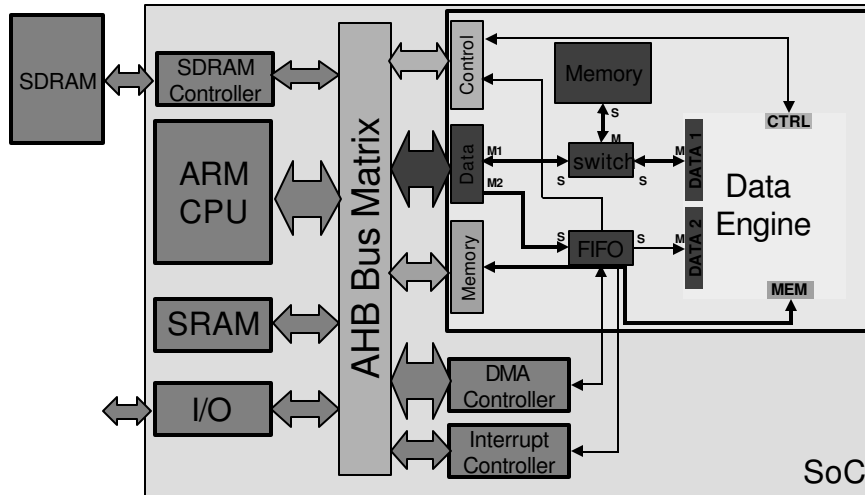 SDRAM
SDRAM
Controller
ARM
CPU
SRAM
I/O
AHB Bus Matrix
Control
Data
Memory
M1
M2
Memory
S
M
switch
S
S
M
DATA 1
CTRL
Data
Engine
S
FIFO
S
M
DATA 2
MEM
DMA
Controller
Interrupt
Controller
SoC